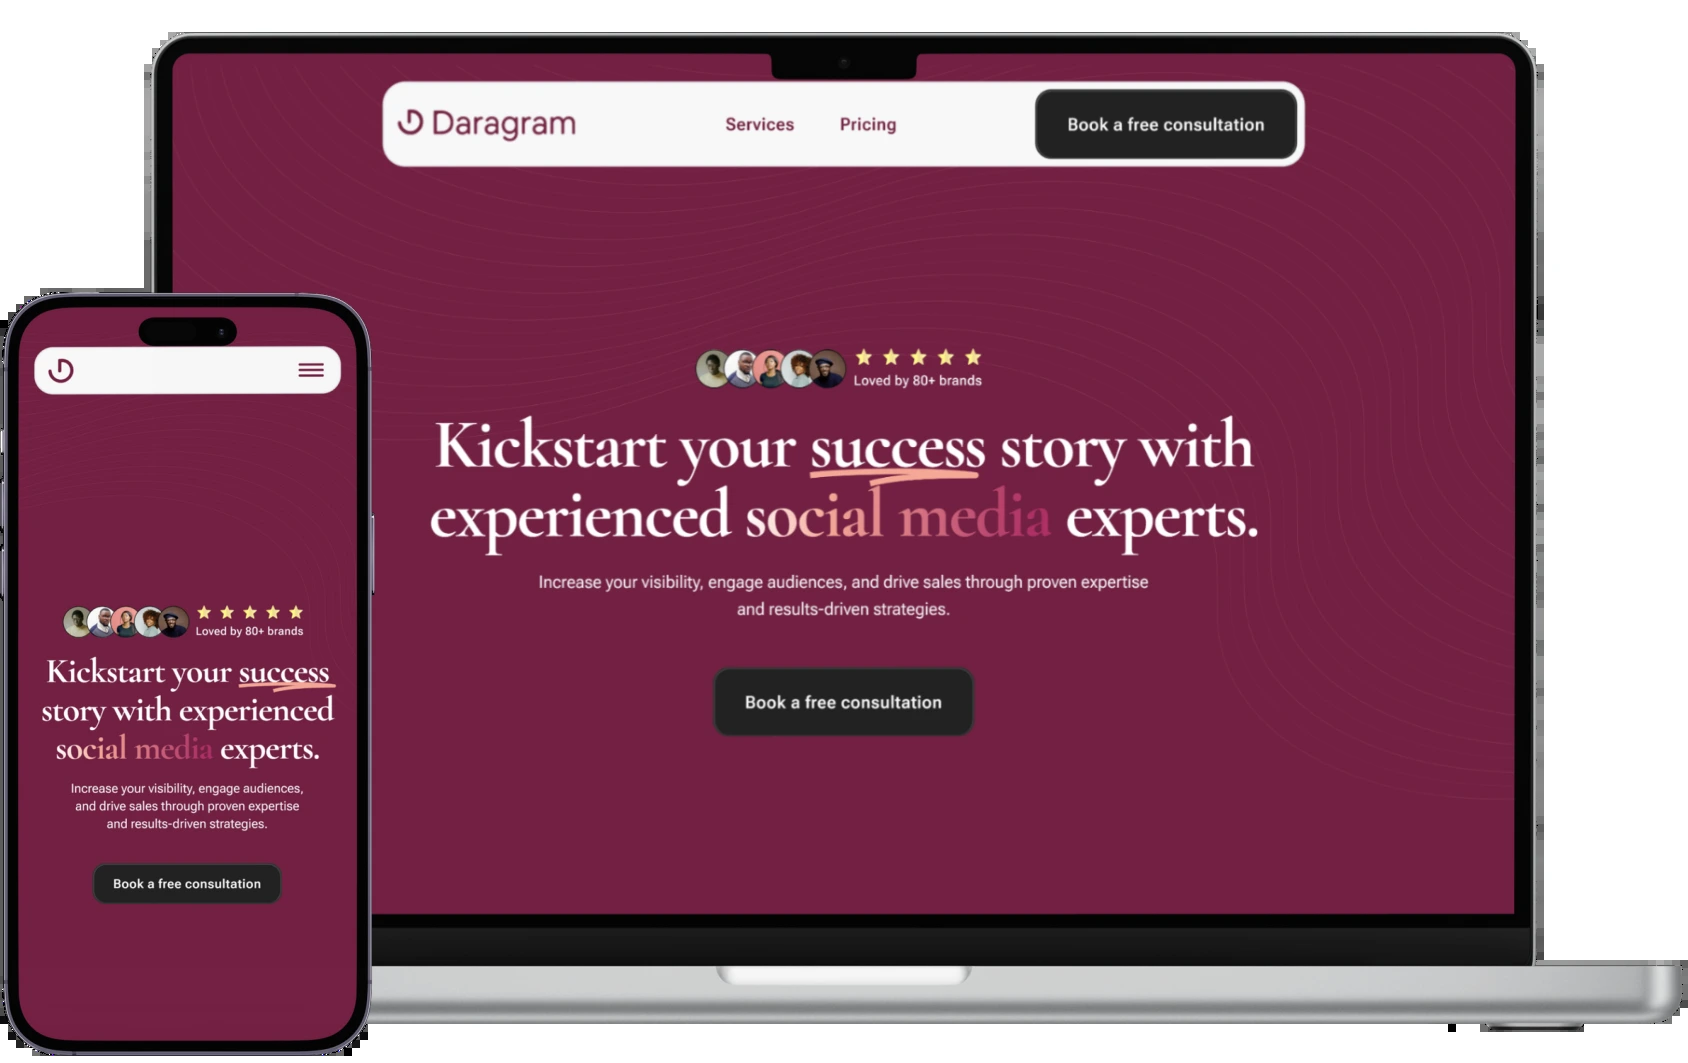 Daragram
Services
Pricing
Book a free consultation
Loved by 80+ brands
Kickstart your success story with
experienced social media experts.
Increase your visibility, engage audiences, and drive sales through proven expertise
and results-driven strategies.
Book a free consultation
Loved by 80+ brands
Kickstart your success
story with experienced
social media experts.
Increase your visibility, engage audiences,
and drive sales through proven expertise
and results-driven strategies.
Book a free consultation